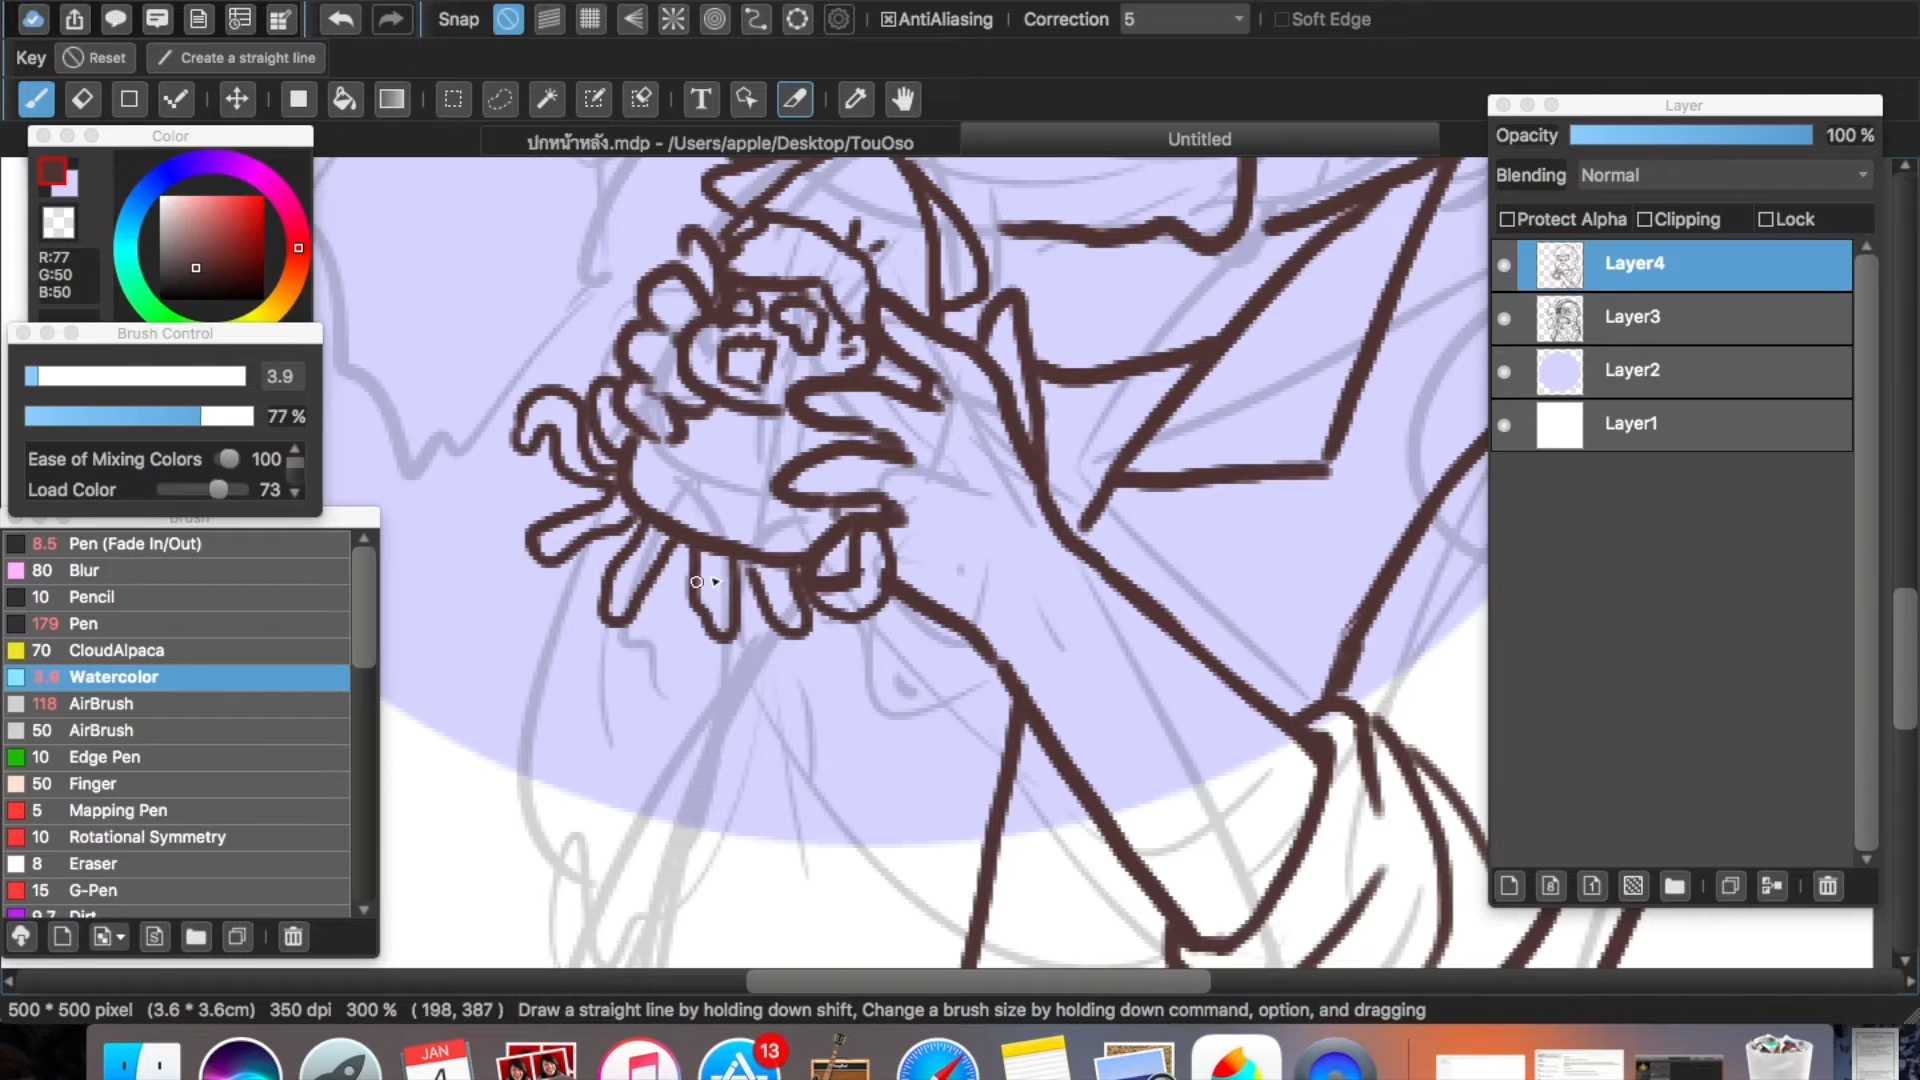 Snap AntiAliasing Correction 5 Soft Edge
Key Reset Create a straight line
T
Color
ปกหน้าหลัง.mdp - /Users/apple/Desktop/TouOso
Untitled
R:77
G:50
B:50
Brush Control
3.9
77 %
Ease of Mixing Colors 100
Load Color 73
Brush
8.5 Pen (Fade In/Out)
80 Blur
10 Pencil
179 Pen
70 CloudAlpaca
3.9 Watercolor
118 AirBrush
50 AirBrush
10 Edge Pen
50 Finger
5 Mapping Pen
10 Rotational Symmetry
8 Eraser
15 G-Pen
9.7 Dirt
Layer
Opacity 100 %
Blending Normal
Protect Alpha Clipping Lock
Layer4
Layer3
Layer2
Layer1
500 * 500 pixel (3.6 * 3.6cm) 350 dpi 300 % ( 198, 387 ) Draw a straight line by holding down shift, Change a brush size by holding down command, option, and dragging
JAN
13